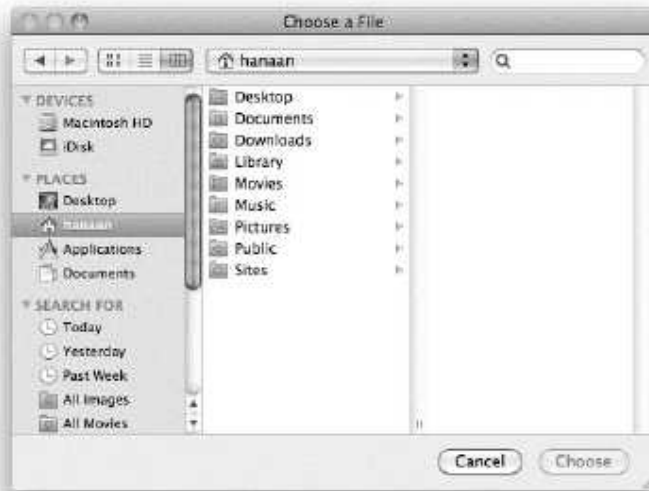 Choose a File
hanaan
DEVICES
Macintosh HD
iDisk
PLACES
Desktop
hanaan
Applications
Documents
SEARCH FOR
Today
Yesterday
Past Week
All Images
All Movies
Desktop
Documents
Downloads
Library
Movies
Music
Pictures
Public
Sites
Cancel
Choose